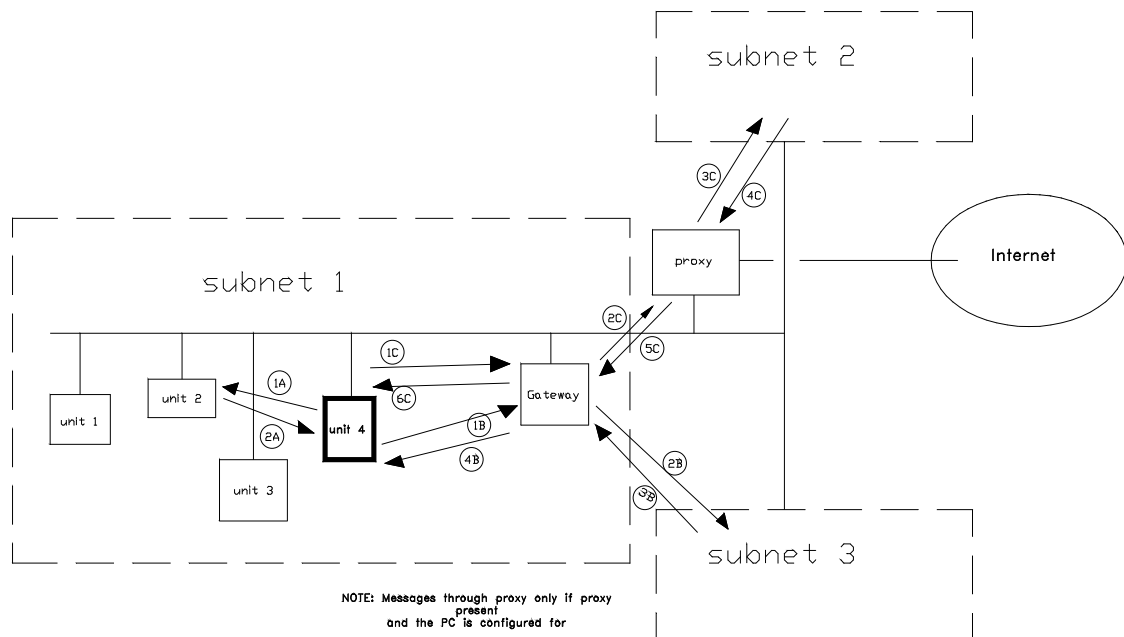 subnet 2
3C
4C
subnet 1
proxy
Internet
2C
5C
1C
6C
1A
2A
unit 1
unit 2
unit 3
unit 4
Gateway
1B
4B
2B
3B
subnet 3
NOTE: Messages through proxy only if proxy
present
and the PC is configured for